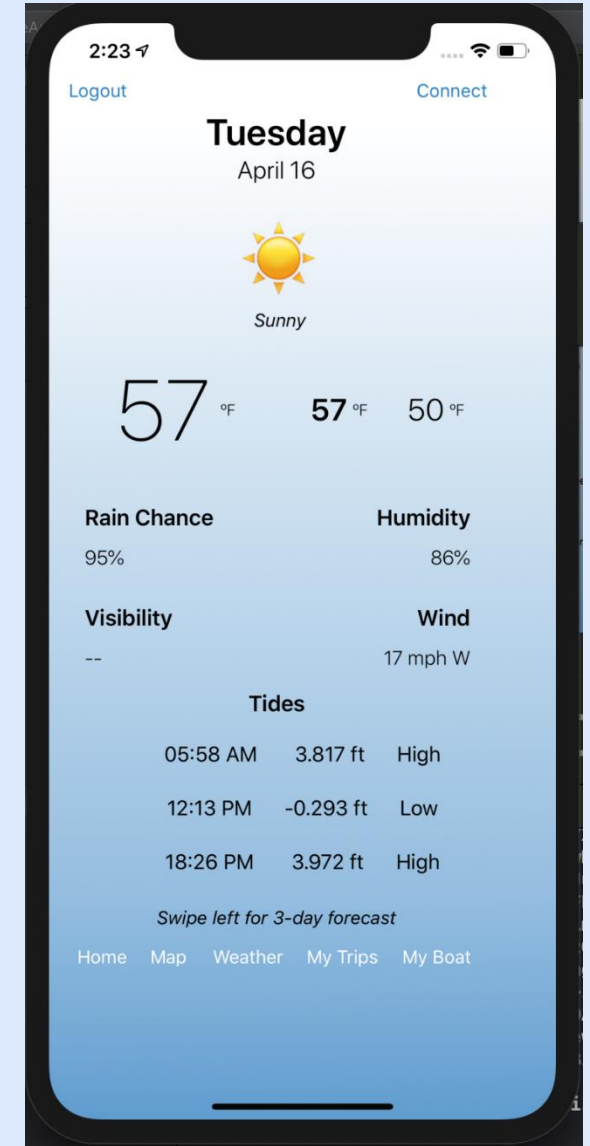 2:23
Logout Connect
Tuesday
April 16
Sunny
57 °F 57 °F 50 °F
Rain Chance Humidity
95% 86%
Visibility Wind
-- 17 mph W
Tides
05:58 AM 3.817 ft High
12:13 PM -0.293 ft Low
18:26 PM 3.972 ft High
Swipe left for 3-day forecast
Home Map Weather My Trips My Boat